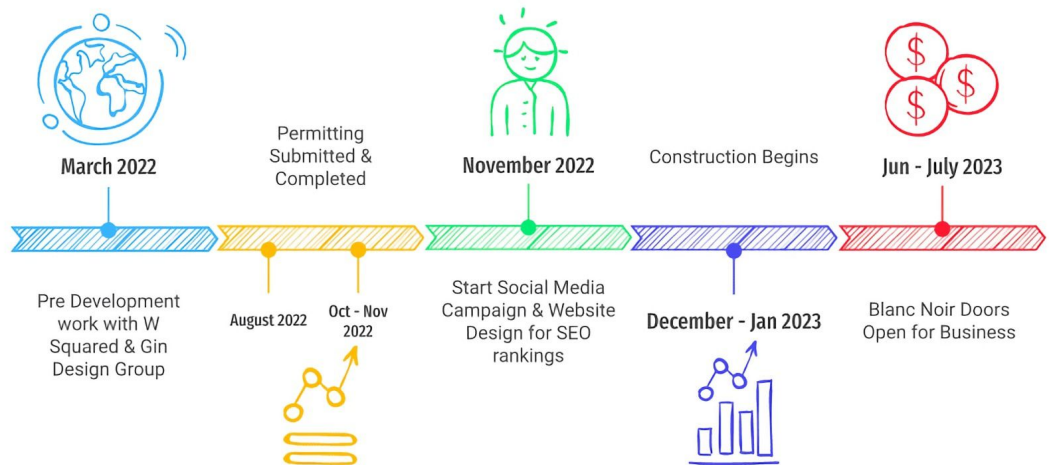 March 2022
Pre Development
work with W
Squared & Gin
Design Group
Permitting
Submitted &
Completed
August 2022
Oct - Nov
2022
November 2022
Start Social Media
Campaign & Website
Design for SEO
rankings
Construction Begins
December - Jan 2023
$
$
$
Jun - July 2023
Blanc Noir Doors
Open for Business